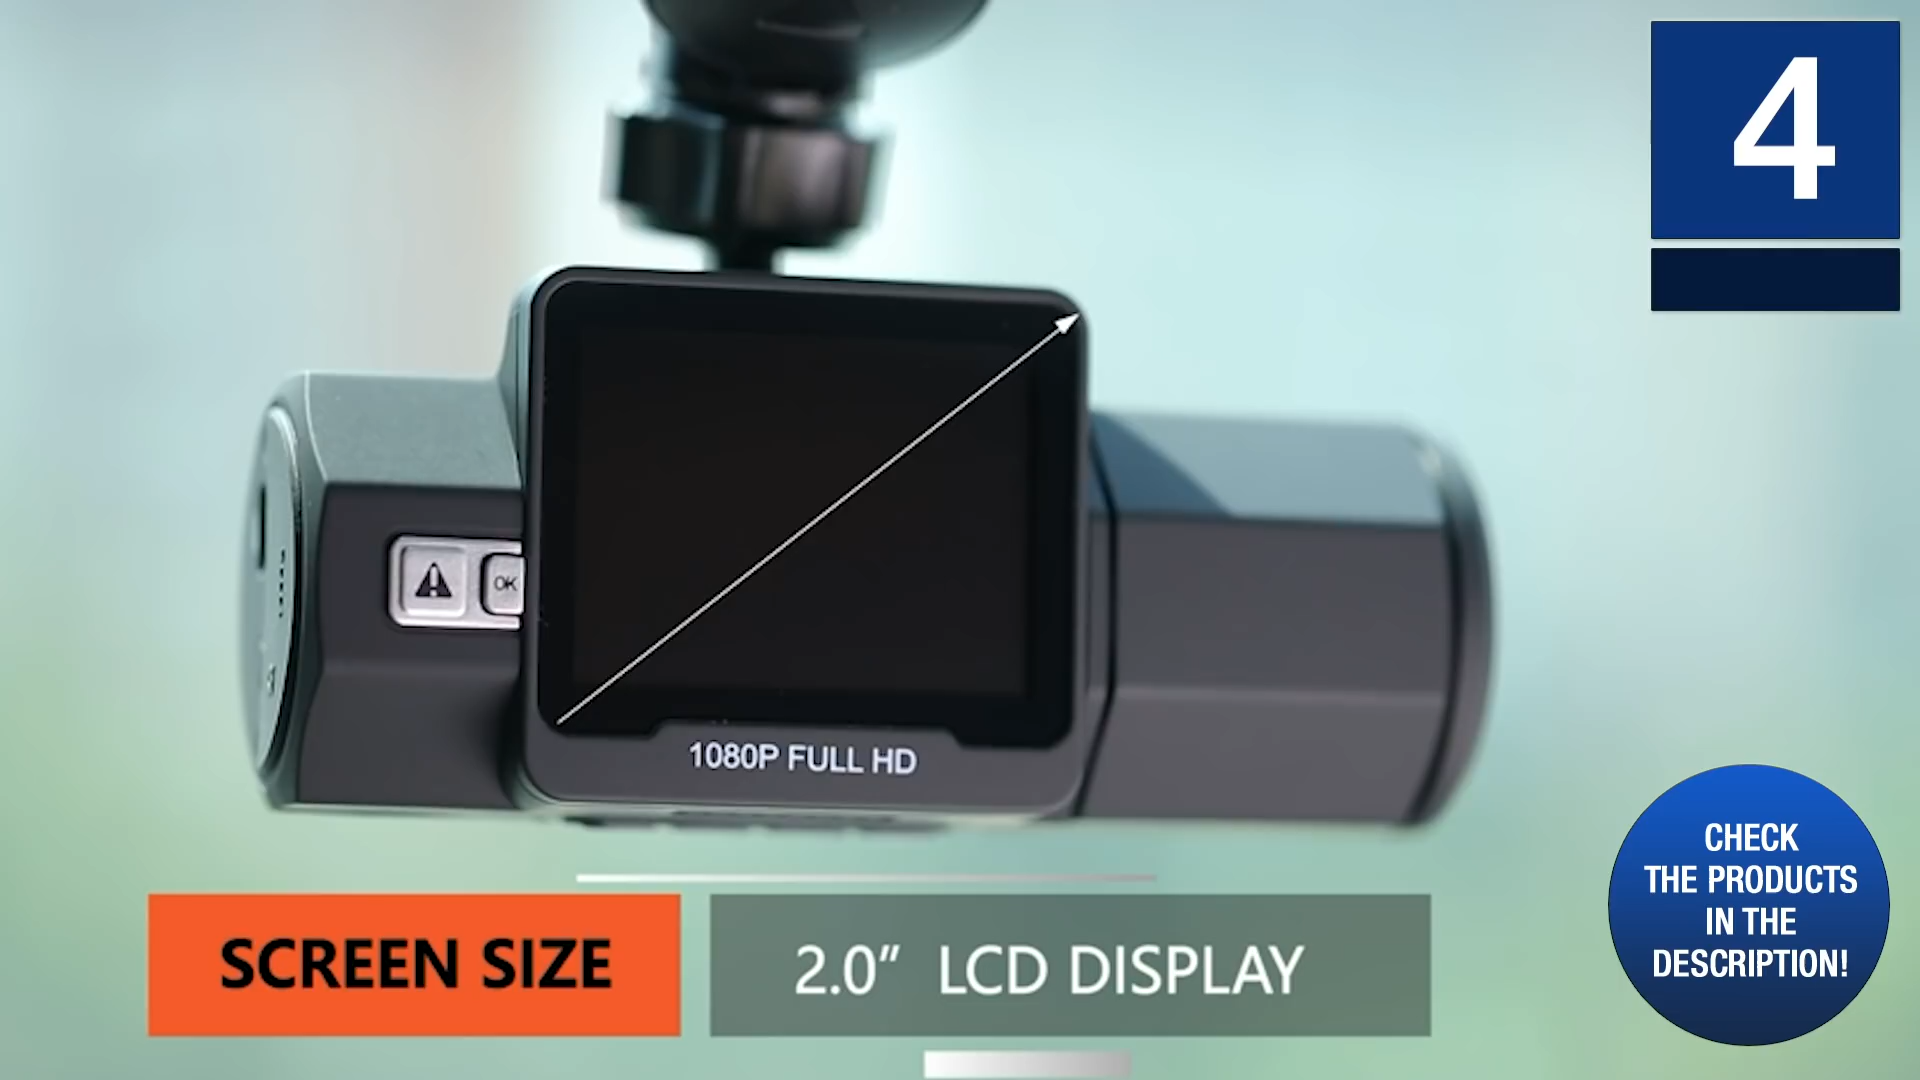 4
OK
1080P FULL HD
SCREEN SIZE
2.0″ LCD DISPLAY
CHECK
THE PRODUCTS
IN THE
DESCRIPTION!